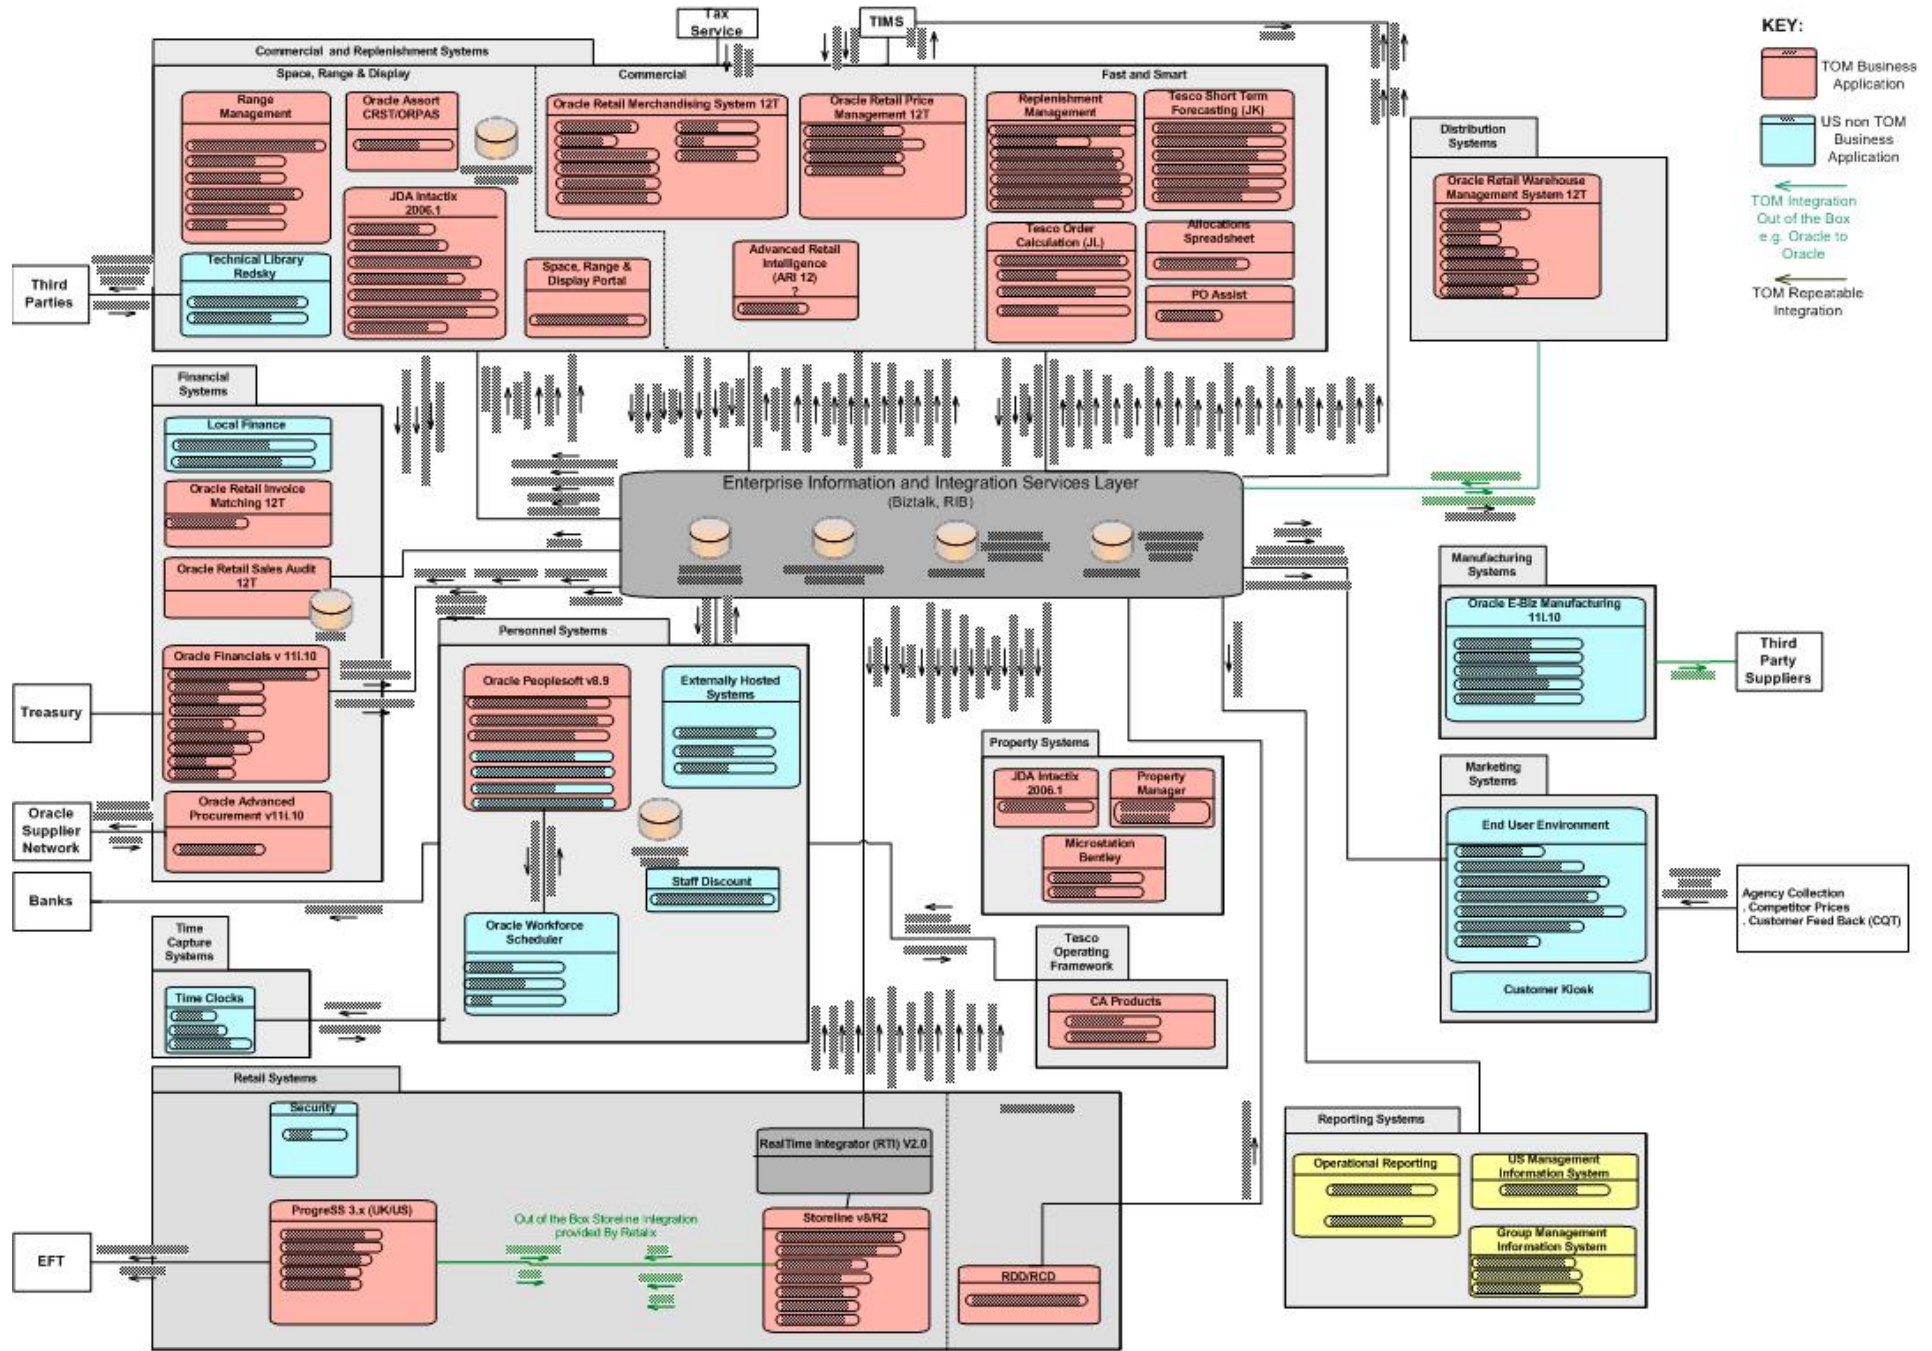 Tax
Service
TIMS
KEY:
TOM Business
Application
US non TOM
Business
Application
TOM Integration
Out of the Box
e.g. Oracle to
Oracle
TOM Repeatable
Integration
Commercial and Replenishment Systems
Space, Range & Display
Commercial
Fast and Smart
Range
Management
Oracle Assort
CRST/ORPAS
Oracle Retail Merchandising System 12T
Oracle Retail Price
Management 12T
Replenishment
Management
Tesco Short Term
Forecasting (JK)
JDA Intactix
2006.1
Technical Library
Redsky
Space, Range &
Display Portal
Advanced Retail
Intelligence
(ARI 12)
?
Tesco Order
Calculation (JL)
Allocations
Spreadsheet
PO Assist
Distribution
Systems
Oracle Retail Warehouse
Management System 12T
Third
Parties
Financial
Systems
Local Finance
Oracle Retail Invoice
Matching 12T
Oracle Retail Sales Audit
12T
Oracle Financials v 11i.10
Oracle Advanced
Procurement v11i.10
Treasury
Oracle
Supplier
Network
Banks
Enterprise Information and Integration Services Layer
(Biztalk, RIB)
Personnel Systems
Oracle Peoplesoft v8.9
Externally Hosted
Systems
Staff Discount
Oracle Workforce
Scheduler
Time
Capture
Systems
Time Clocks
Property Systems
JDA Intactix
2006.1
Property
Manager
Microstation
Bentley
Tesco
Operating
Framework
CA Products
Manufacturing
Systems
Oracle E-Biz Manufacturing
11i.10
Third
Party
Suppliers
Marketing
Systems
End User Environment
Customer Kiosk
Agency Collection
. Competitor Prices
. Customer Feed Back (CQT)
Retail Systems
Security
RealTime Integrator (RTI) V2.0
ProgreSS 3.x (UK/US)
Out of the Box Storeline Integration
provided By Retalix
Storeline v8/R2
RDD/RCD
EFT
Reporting Systems
Operational Reporting
US Management
Information System
Group Management
Information System